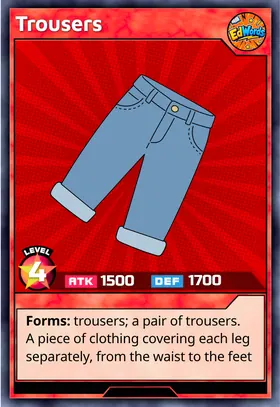 Trousers
EdWords
LEVEL
4
ATK 1500 DEF 1700
Forms: trousers; a pair of trousers.
A piece of clothing covering each leg
separately, from the waist to the feet